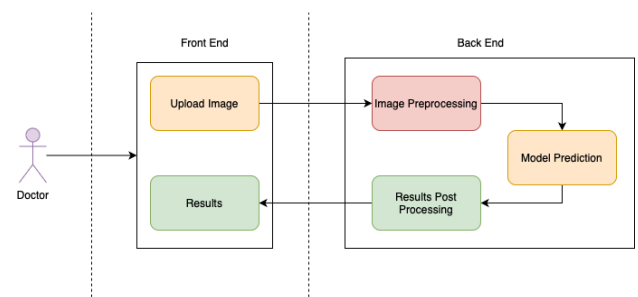 Front End
Back End
Upload Image
Image Preprocessing
Model Prediction
Doctor
Results
Results Post
Processing